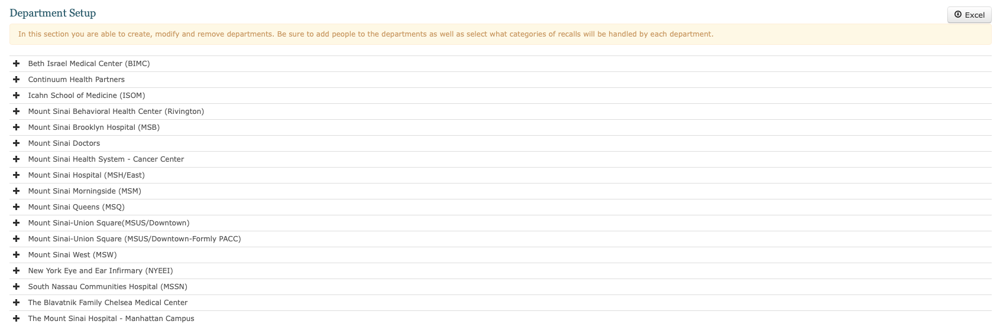 Department Setup
Excel
In this section you are able to create, modify and remove departments. Be sure to add people to the departments as well as select what categories of recalls will be handled by each department.
Beth Israel Medical Center (BIMC)
Continuum Health Partners
Icahn School of Medicine (ISOM)
Mount Sinai Behavioral Health Center (Rivington)
Mount Sinai Brooklyn Hospital (MSB)
Mount Sinai Doctors
Mount Sinai Health System - Cancer Center
Mount Sinai Hospital (MSH/East)
Mount Sinai Morningside (MSM)
Mount Sinai Queens (MSQ)
Mount Sinai-Union Square(MSUS/Downtown)
Mount Sinai-Union Square (MSUS/Downtown-Formly PACC)
Mount Sinai West (MSW)
New York Eye and Ear Infirmary (NYEEI)
South Nassau Communities Hospital (MSSN)
The Blavatnik Family Chelsea Medical Center
The Mount Sinai Hospital - Manhattan Campus